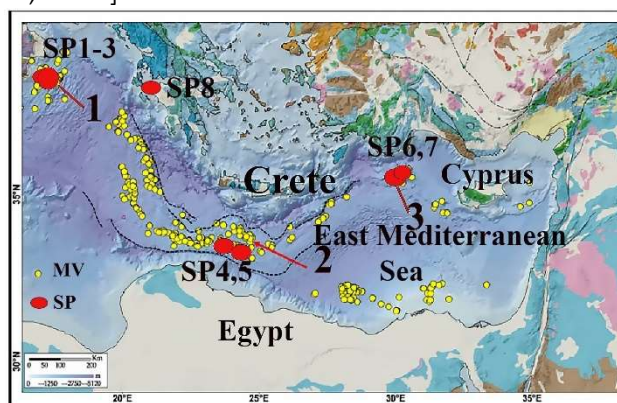 SP1-3
SP8
1
SP6,7
Crete
Cyprus
35°N
3
East Mediterranean
2
MV
SP4,5
Sea
SP
Egypt
Km
0 50 100 200
30°N
m
0 -1250 -2750 -5120
20°E 25°E 30°E 35°E